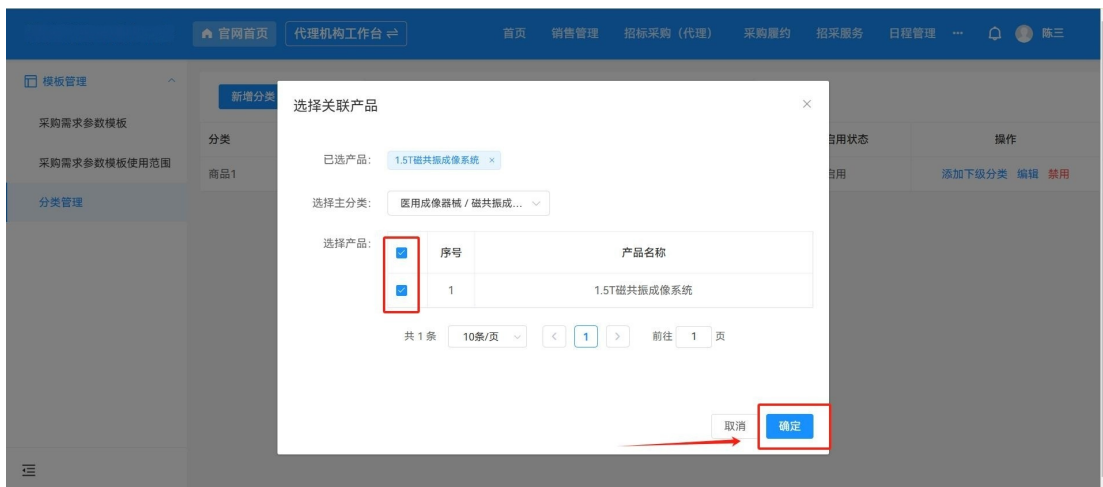 官网首页 代理机构工作台 首页 销售管理 招标采购（代理） 采购履约 招采服务 日程管理 ··· 陈三
模板管理
采购需求参数模板
采购需求参数模板使用范围
分类管理
新增分类
分类 启用状态 操作
商品1 启用 添加下级分类 编辑 禁用
选择关联产品
已选产品: 1.5T磁共振成像系统 ×
选择主分类: 医用成像器械 / 磁共振成...
选择产品: 序号 产品名称
1 1.5T磁共振成像系统
共 1 条 10条/页 < 1 > 前往 1 页
取消 确定